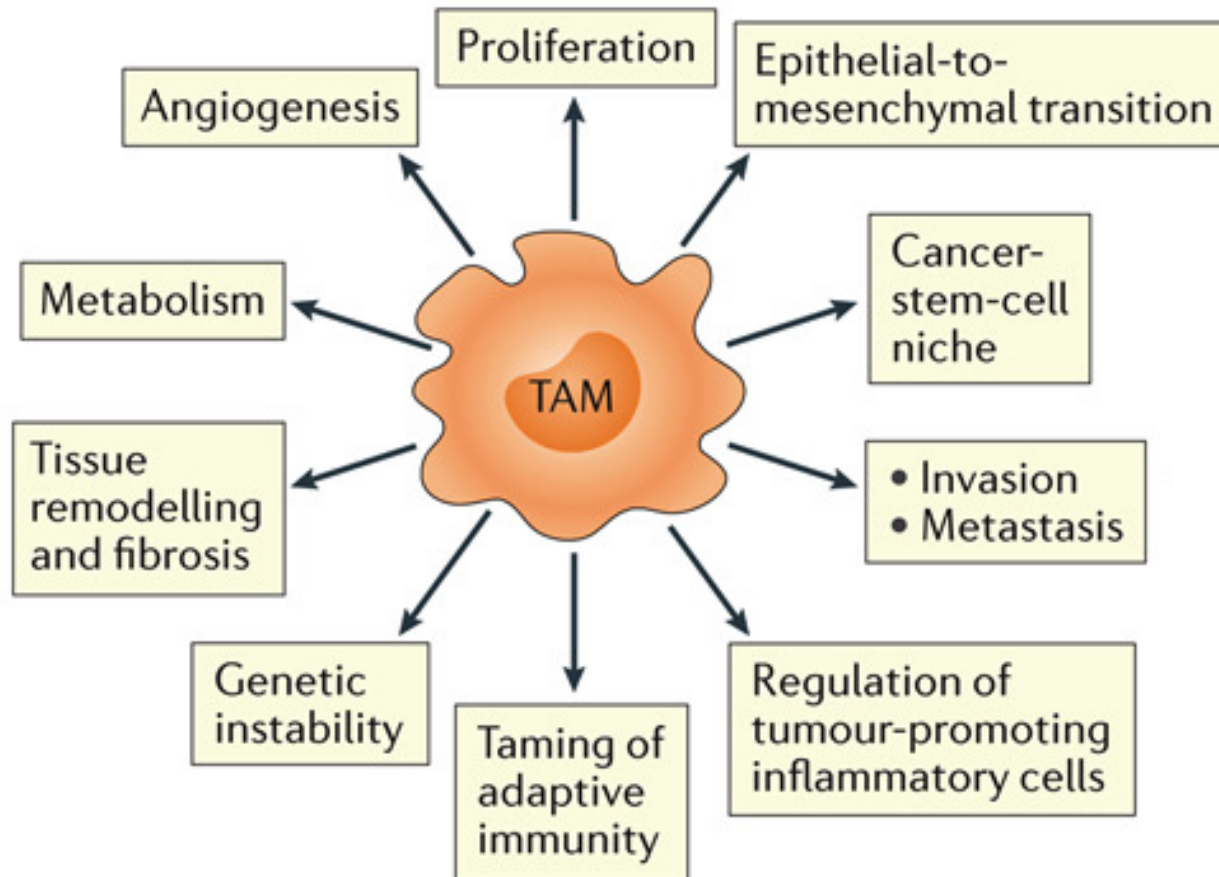 Proliferation
Epithelial-to-
mesenchymal transition
Angiogenesis
Cancer-
stem-cell
niche
Metabolism
TAM
Tissue
remodelling
and fibrosis
• Invasion
• Metastasis
Genetic
instability
Taming of
adaptive
immunity
Regulation of
tumour-promoting
inflammatory cells